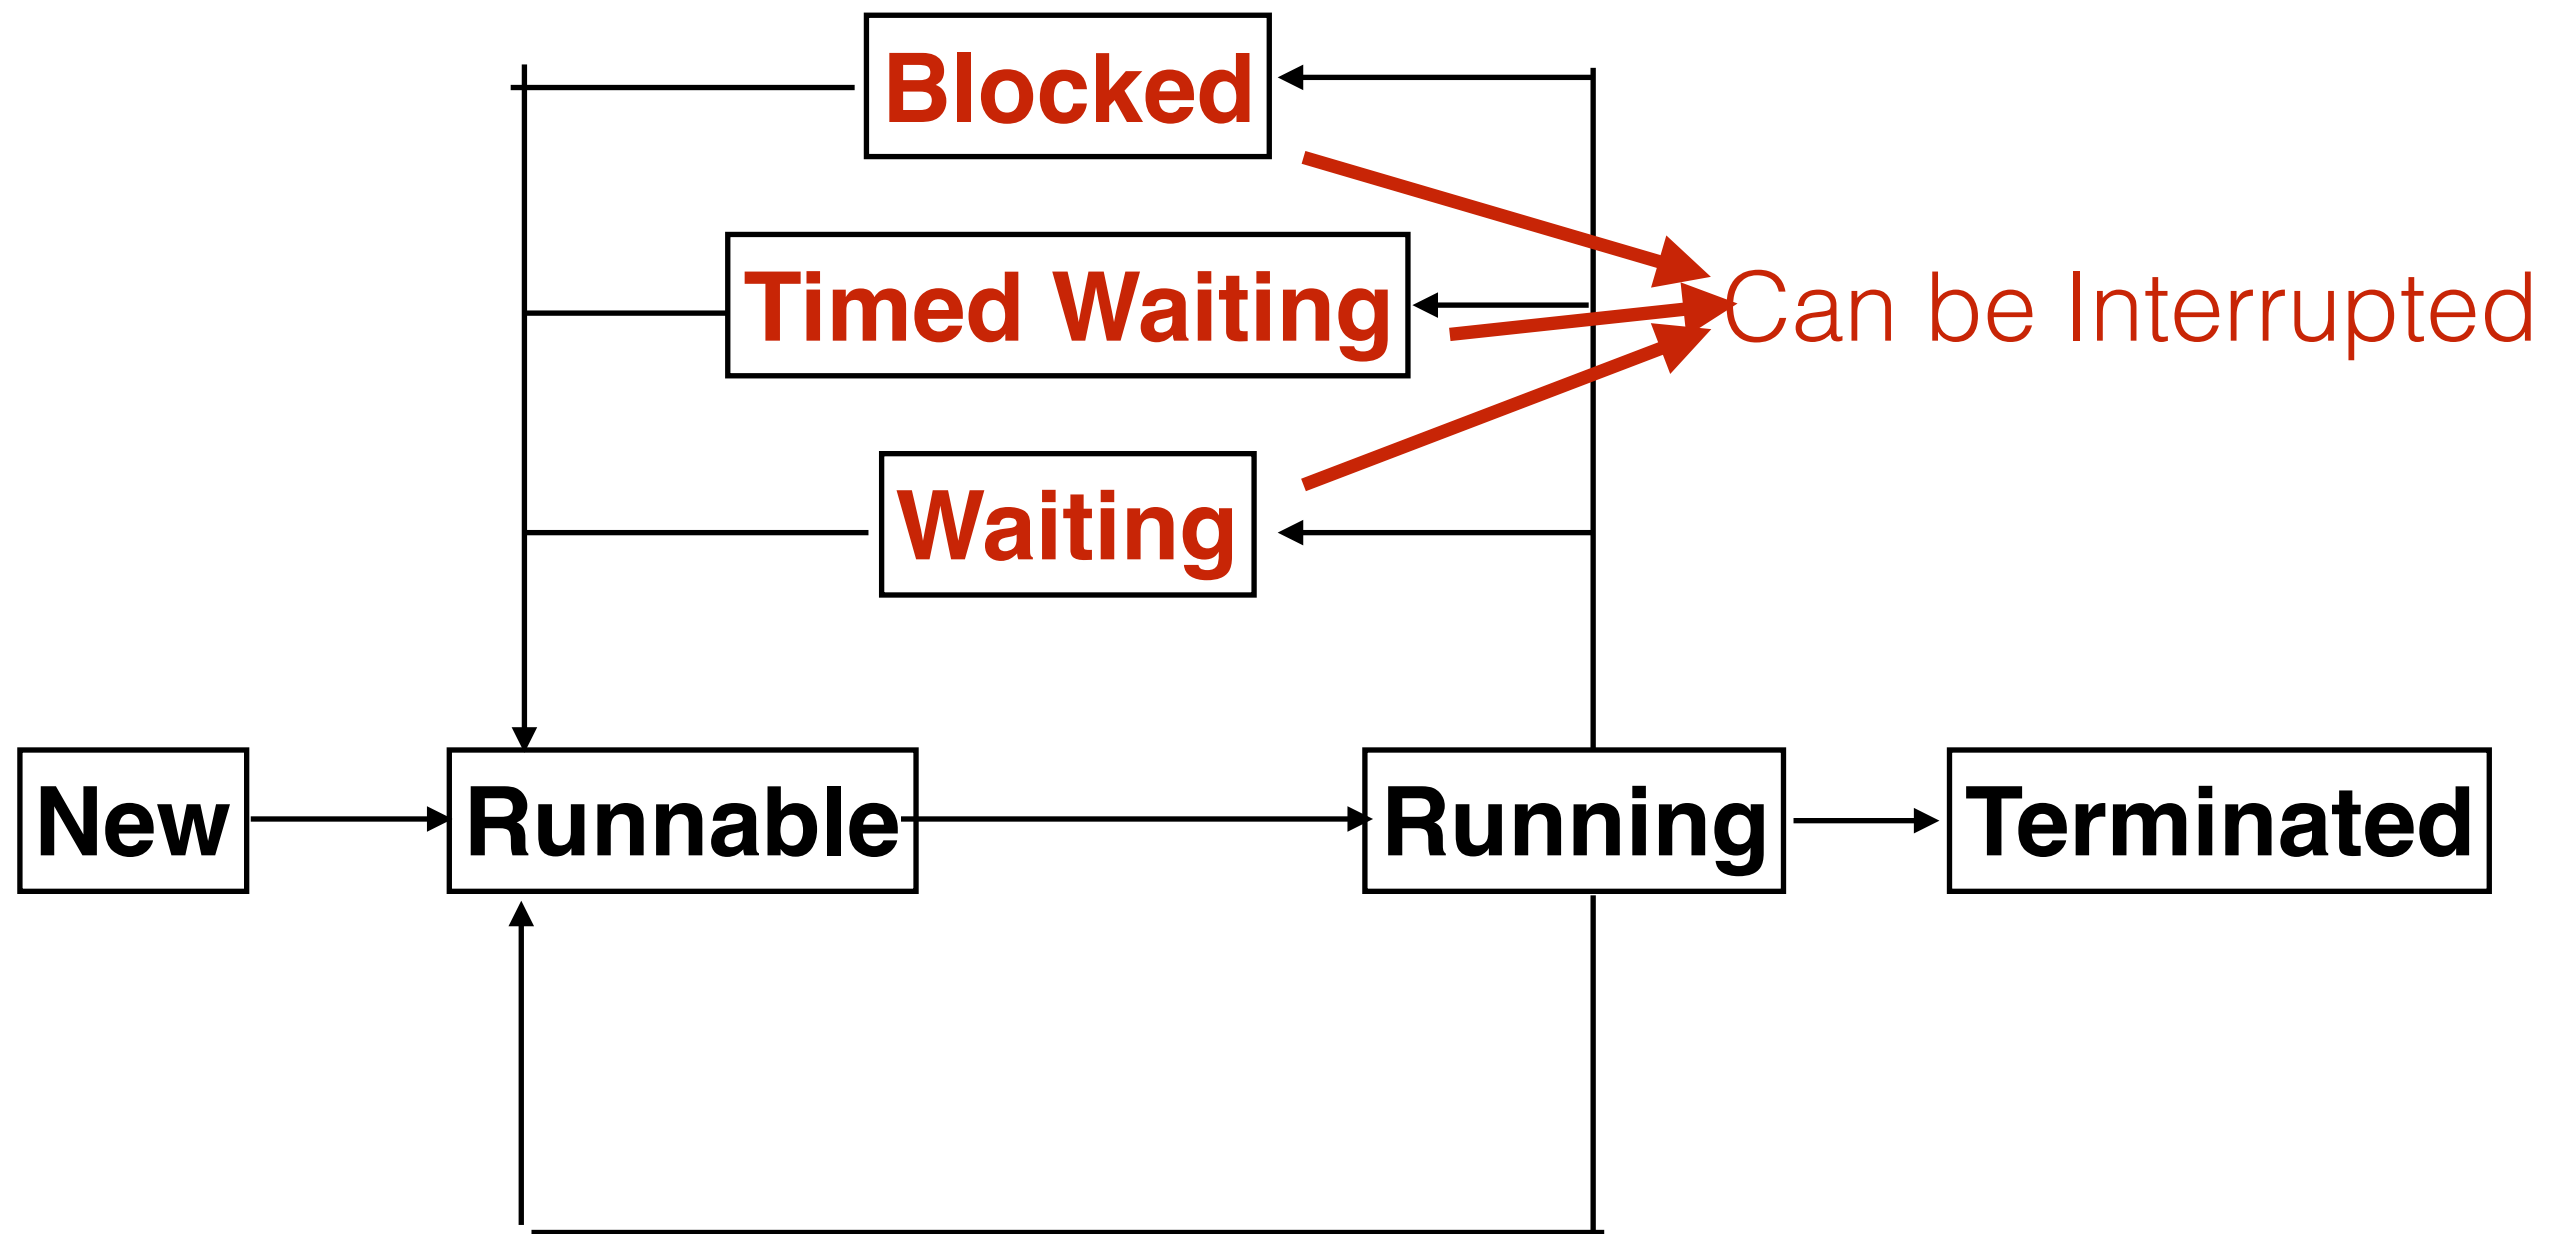 Blocked
Timed Waiting
Can be Interrupted
Waiting
New
Runnable
Running
Terminated